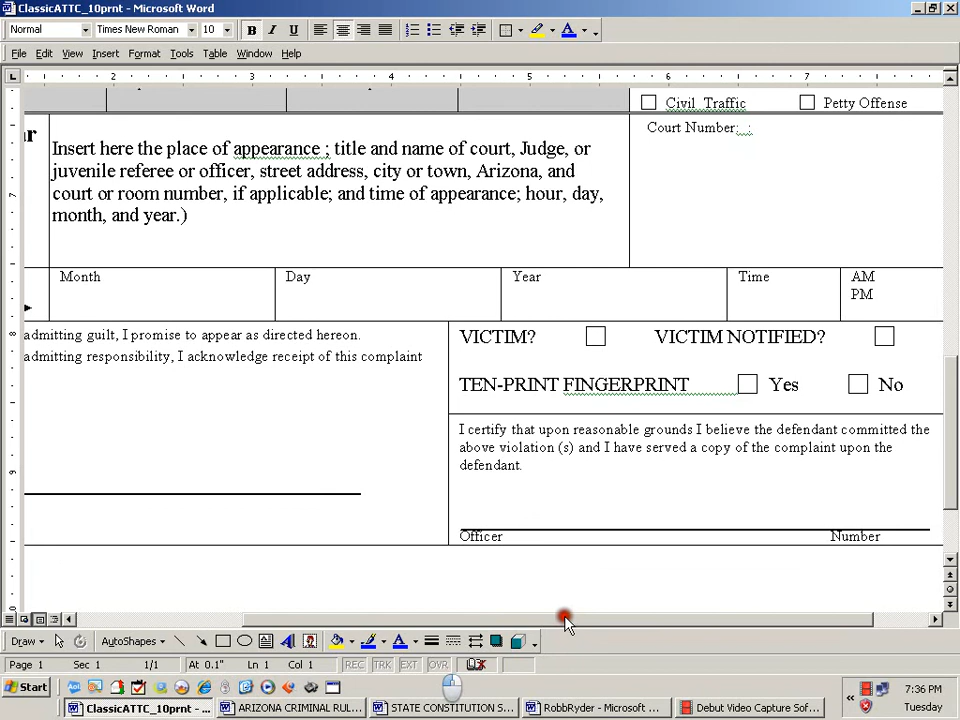 ClassicATTC_10prnt - Microsoft Word
Normal Times New Roman 10 B I U
File Edit View Insert Format Tools Table Window Help
2 3 4 5 6 7
Civil Traffic Petty Offense
Insert here the place of appearance ; title and name of court, Judge, or
juvenile referee or officer, street address, city or town, Arizona, and
court or room number, if applicable; and time of appearance; hour, day,
month, and year.)
Court Number: :
Month Day Year Time AM
PM
admitting guilt, I promise to appear as directed hereon.
admitting responsibility, I acknowledge receipt of this complaint
VICTIM? VICTIM NOTIFIED?
TEN-PRINT FINGERPRINT Yes No
I certify that upon reasonable grounds I believe the defendant committed the
above violation (s) and I have served a copy of the complaint upon the
defendant.
Officer Number
Draw AutoShapes
Page 1 Sec 1 1/1 At 0.1" Ln 1 Col 1 REC TRK EXT OVR
Start 7:36 PM
Tuesday
ClassicATTC_10prnt - ... ARIZONA CRIMINAL RUL... STATE CONSTITUTION S... RobbRyder - Microsoft ... Debut Video Capture Sof...